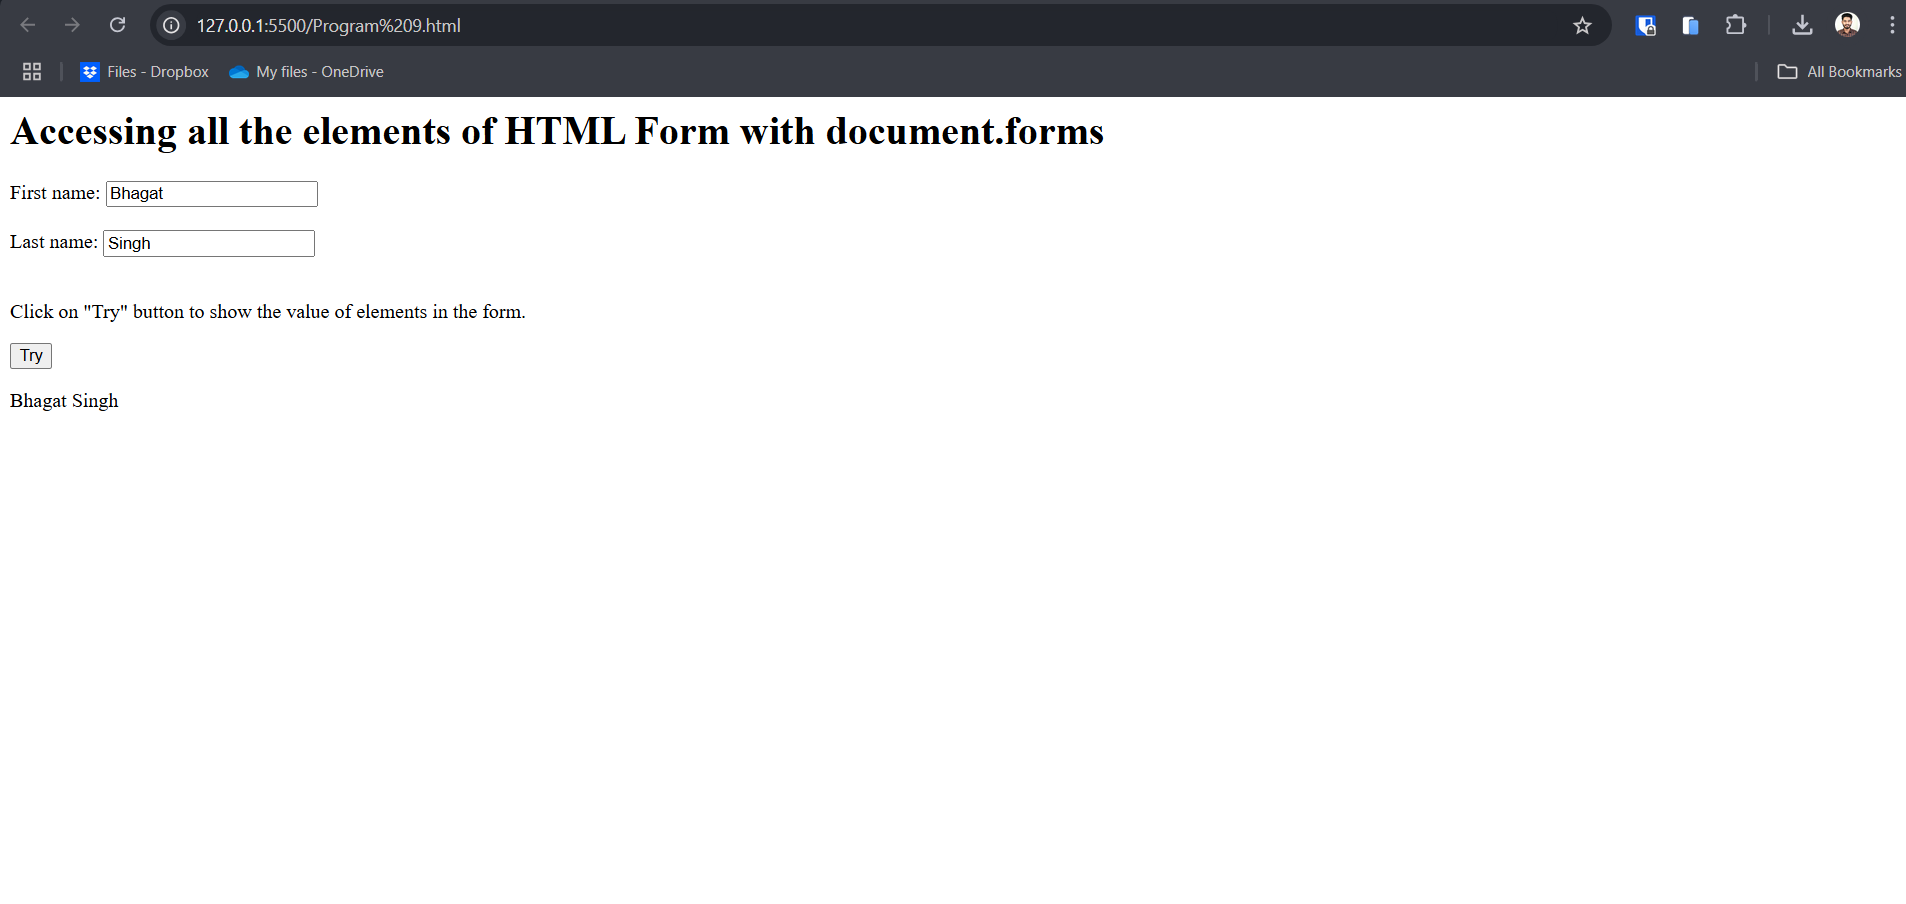 127.0.0.1:5500/Program%209.html
Files - Dropbox My files - OneDrive All Bookmarks
Accessing all the elements of HTML Form with document.forms
First name: Bhagat
Last name: Singh
Click on "Try" button to show the value of elements in the form.
Try
Bhagat Singh